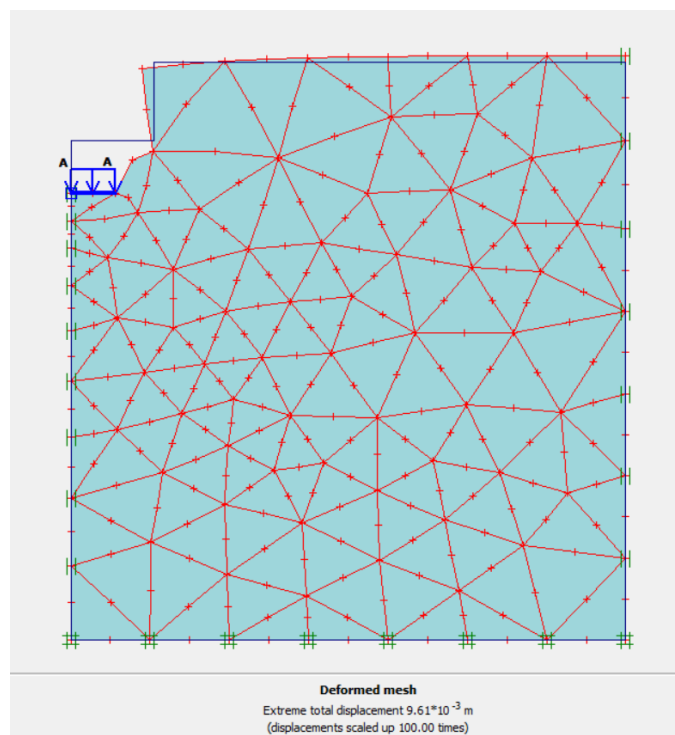 A A
Deformed mesh
Extreme total displacement 9.61*10⁻³ m
(displacements scaled up 100.00 times)